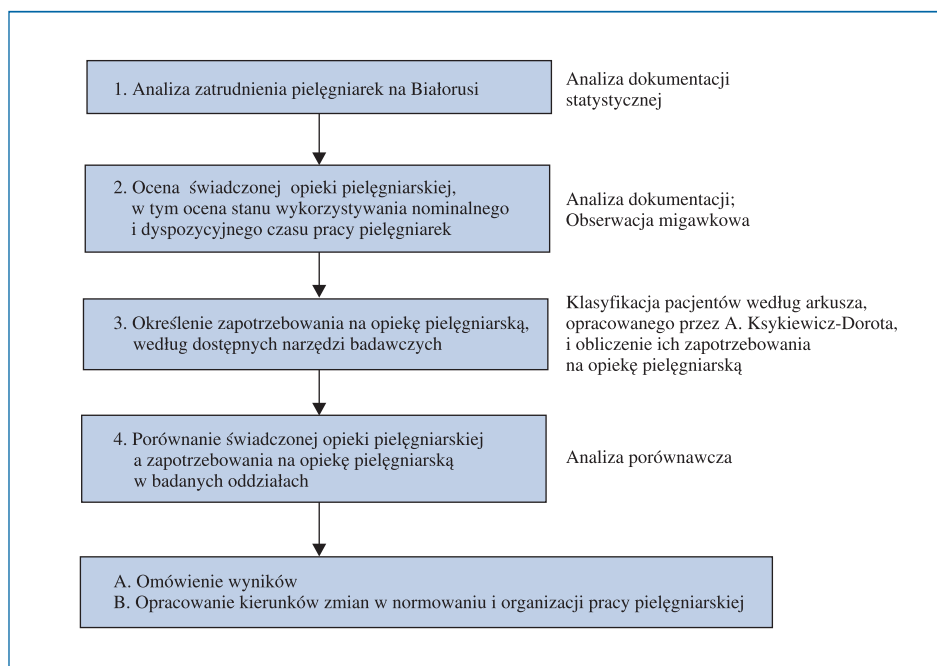 1. Analiza zatrudnienia pielęgniarek na Białorusi
Analiza dokumentacji
statystycznej
2. Ocena świadczonej opieki pielęgniarskiej,
w tym ocena stanu wykorzystywania nominalnego
i dyspozycyjnego czasu pracy pielęgniarek
Analiza dokumentacji;
Obserwacja migawkowa
3. Określenie zapotrzebowania na opiekę pielęgniarską,
według dostępnych narzędzi badawczych
Klasyfikacja pacjentów według arkusza,
opracowanego przez A. Ksykiewicz-Dorota,
i obliczenie ich zapotrzebowania
na opiekę pielęgniarską
4. Porównanie świadczonej opieki pielęgniarskiej
a zapotrzebowania na opiekę pielęgniarską
w badanych oddziałach
Analiza porównawcza
A. Omówienie wyników
B. Opracowanie kierunków zmian w normowaniu i organizacji pracy pielęgniarskiej